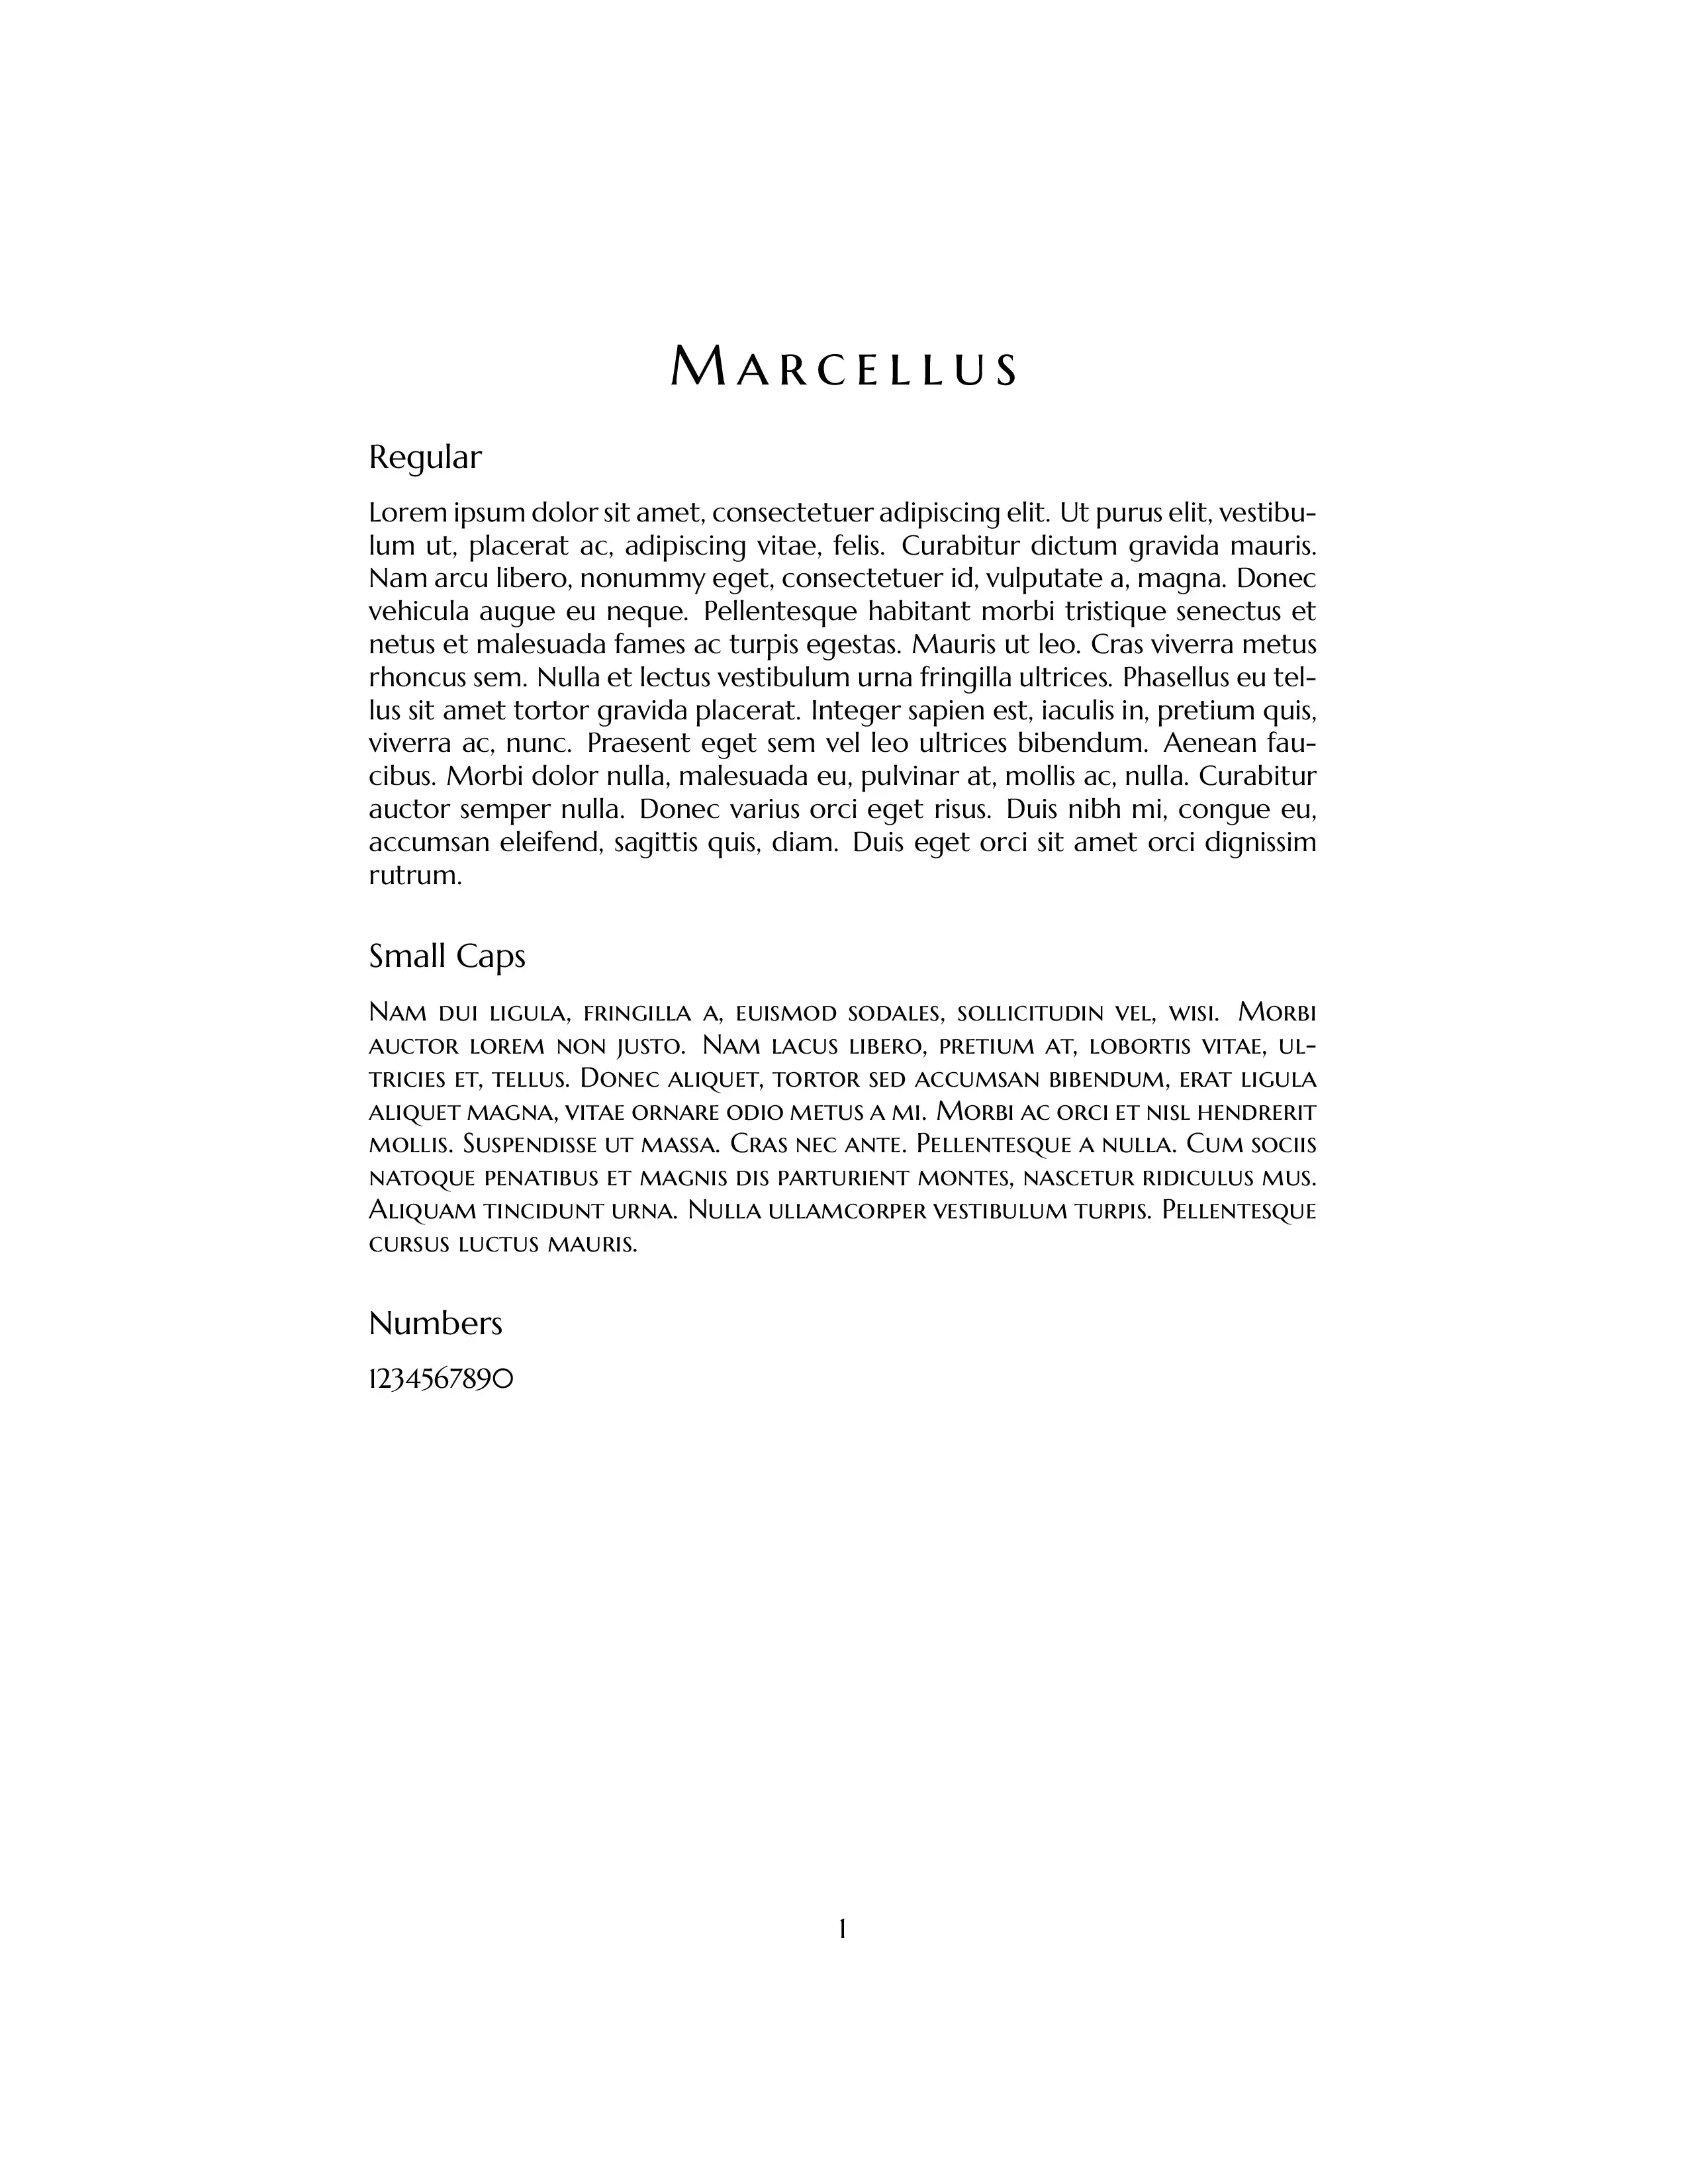 Marcellus
Regular
Lorem ipsum dolor sit amet, consectetuer adipiscing elit. Ut purus elit, vestibu-
lum ut, placerat ac, adipiscing vitae, felis. Curabitur dictum gravida mauris.
Nam arcu libero, nonummy eget, consectetuer id, vulputate a, magna. Donec
vehicula augue eu neque. Pellentesque habitant morbi tristique senectus et
netus et malesuada fames ac turpis egestas. Mauris ut leo. Cras viverra metus
rhoncus sem. Nulla et lectus vestibulum urna fringilla ultrices. Phasellus eu tel-
lus sit amet tortor gravida placerat. Integer sapien est, iaculis in, pretium quis,
viverra ac, nunc. Praesent eget sem vel leo ultrices bibendum. Aenean fau-
cibus. Morbi dolor nulla, malesuada eu, pulvinar at, mollis ac, nulla. Curabitur
auctor semper nulla. Donec varius orci eget risus. Duis nibh mi, congue eu,
accumsan eleifend, sagittis quis, diam. Duis eget orci sit amet orci dignissim
rutrum.
Small Caps
Nam dui ligula, fringilla a, euismod sodales, sollicitudin vel, wisi. Morbi
auctor lorem non justo. Nam lacus libero, pretium at, lobortis vitae, ul-
tricies et, tellus. Donec aliquet, tortor sed accumsan bibendum, erat ligula
aliquet magna, vitae ornare odio metus a mi. Morbi ac orci et nisl hendrerit
mollis. Suspendisse ut massa. Cras nec ante. Pellentesque a nulla. Cum sociis
natoque penatibus et magnis dis parturient montes, nascetur ridiculus mus.
Aliquam tincidunt urna. Nulla ullamcorper vestibulum turpis. Pellentesque
cursus luctus mauris.
Numbers
1234567890
1